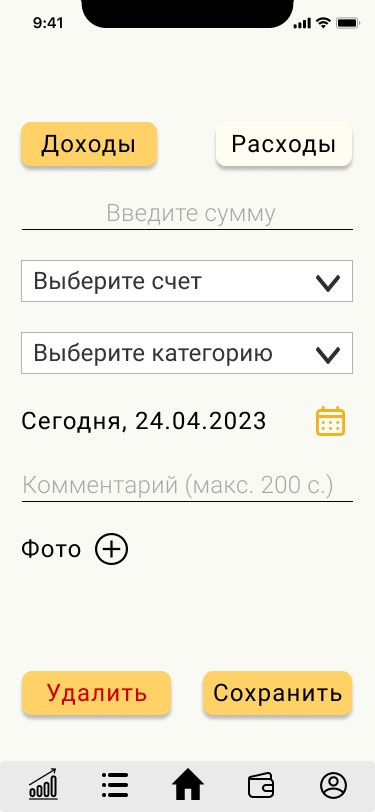 9:41
Доходы
Расходы
Введите сумму
Выберите счет
Выберите категорию
Сегодня, 24.04.2023
Комментарий (макс. 200 с.)
Фото
Удалить
Сохранить